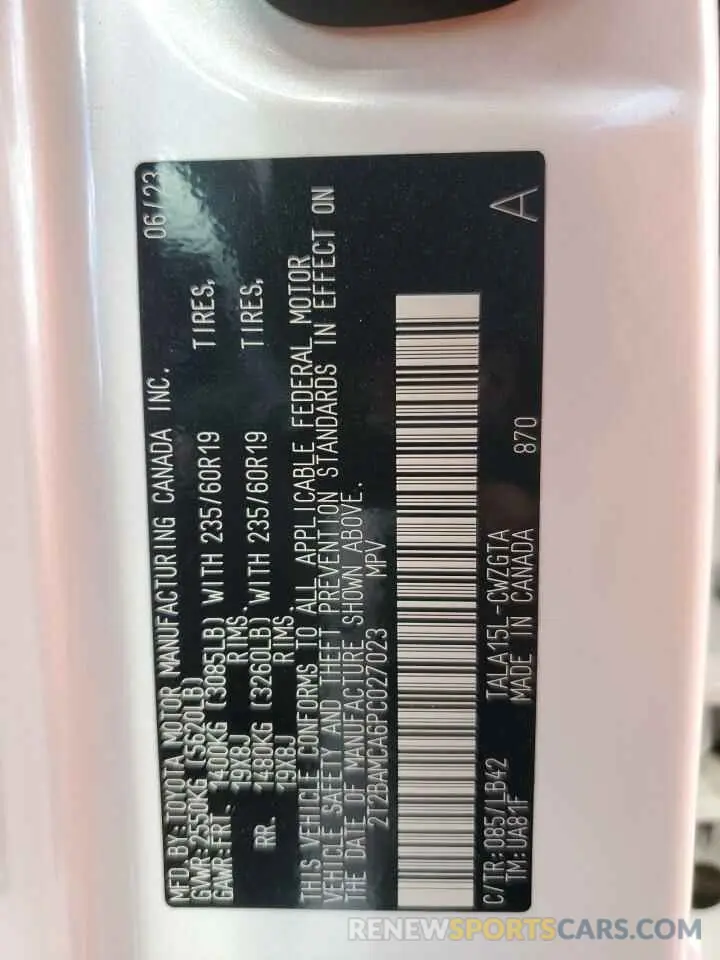 MFD BY: TOYOTA MOTOR MANUFACTURING CANADA INC. 06/23
GVWR: 2550KG (5620LB)
GAWR: FRT- 1400KG (3085LB) WITH 235/60R19 TIRES,
19X8J RIMS.
RR. 1480KG (3260LB) WITH 235/60R19 TIRES,
19X8J RIMS.
THIS VEHICLE CONFORMS TO ALL APPLICABLE FEDERAL MOTOR
VEHICLE SAFETY AND THEFT PREVENTION STANDARDS IN EFFECT ON
THE DATE OF MANUFACTURE SHOWN ABOVE.
2T2BAMCA6PC027023 MPV
C/TR: 085/LB42 TALA15L-CWZGTA 870 A
TM: UA81F MADE IN CANADA
RENEWSPORTSCARS.COM